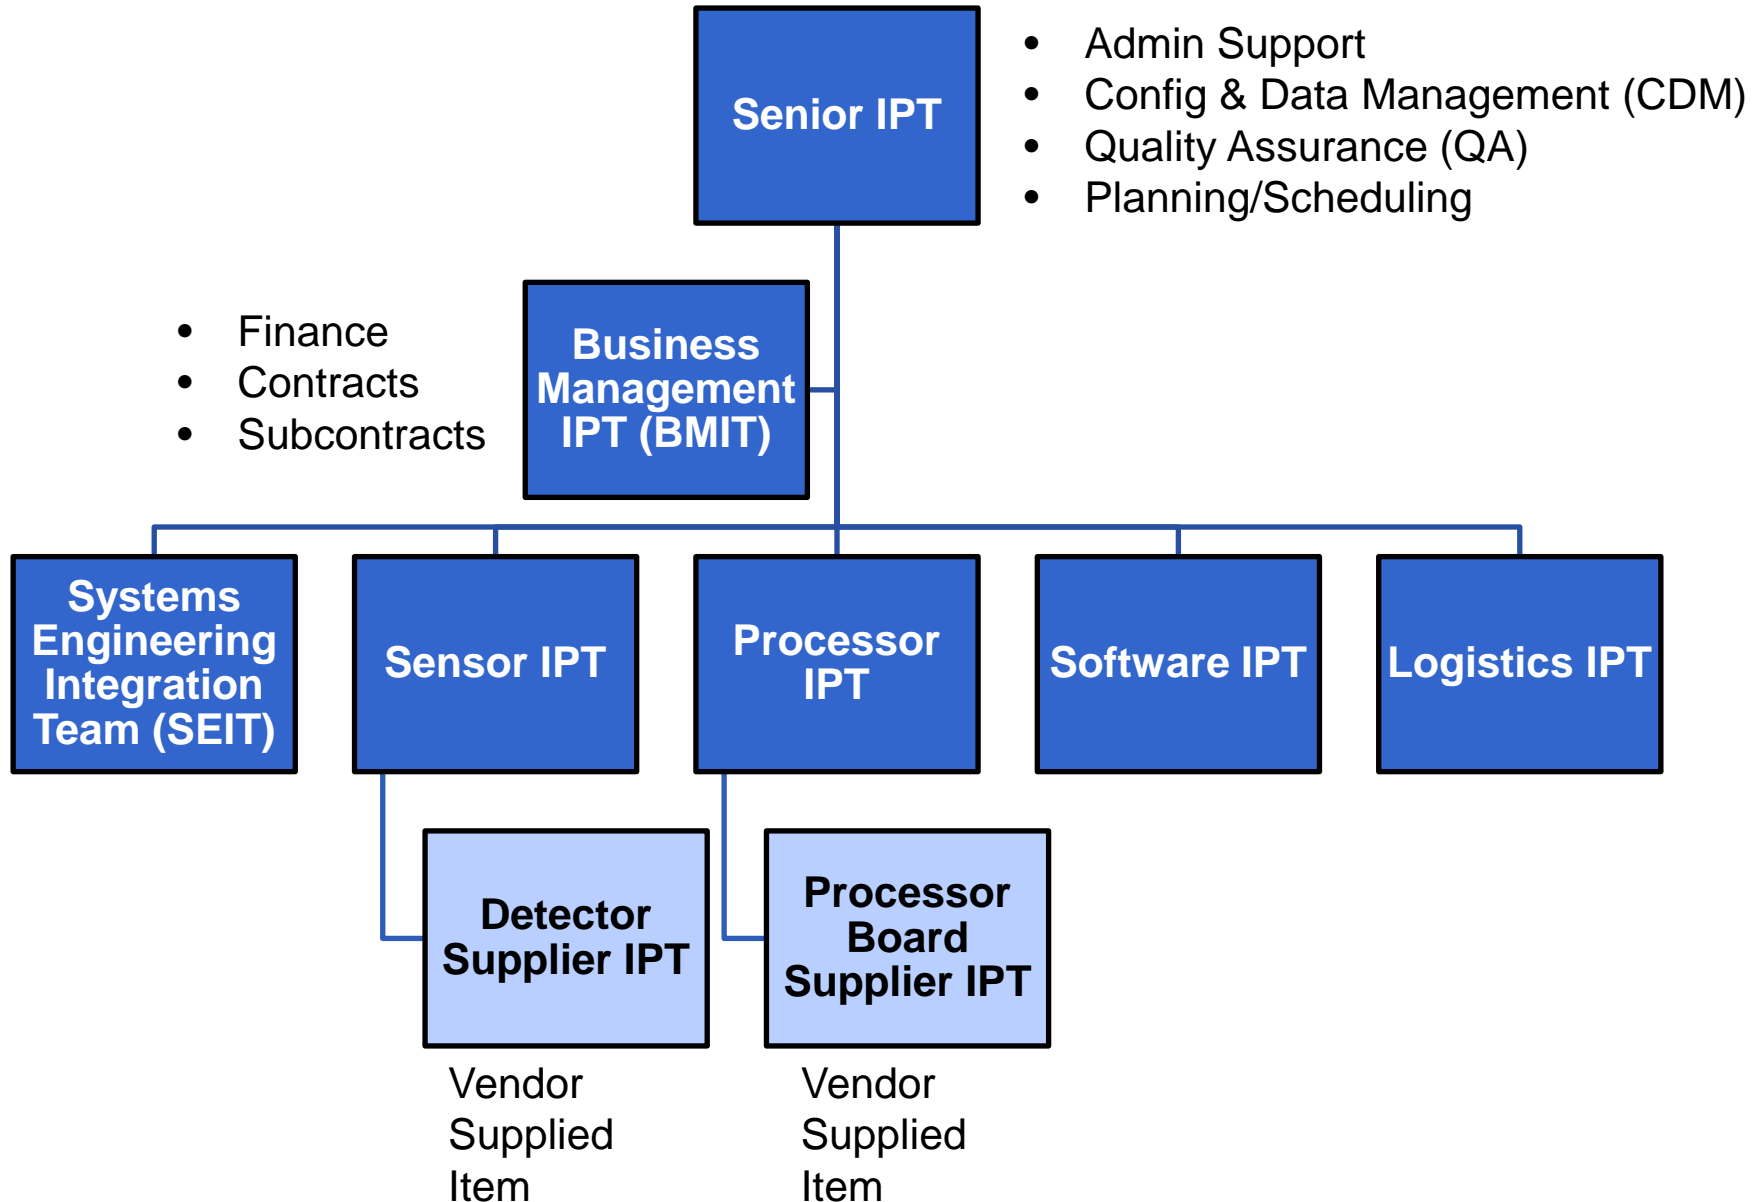 Senior IPT
• Admin Support
• Config & Data Management (CDM)
• Quality Assurance (QA)
• Planning/Scheduling
• Finance
• Contracts
• Subcontracts
Business
Management
IPT (BMIT)
Systems
Engineering
Integration
Team (SEIT)
Sensor IPT
Processor
IPT
Software IPT
Logistics IPT
Detector
Supplier IPT
Processor
Board
Supplier IPT
Vendor
Supplied
Item
Vendor
Supplied
Item